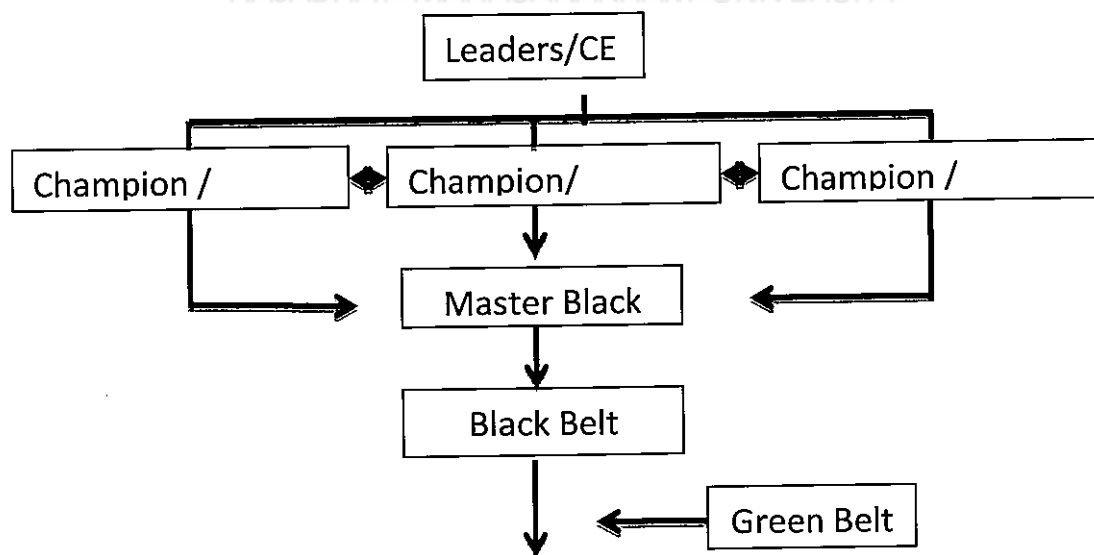 Leaders/CE
Champion /
Champion/
Champion /
Master Black
Black Belt
Green Belt